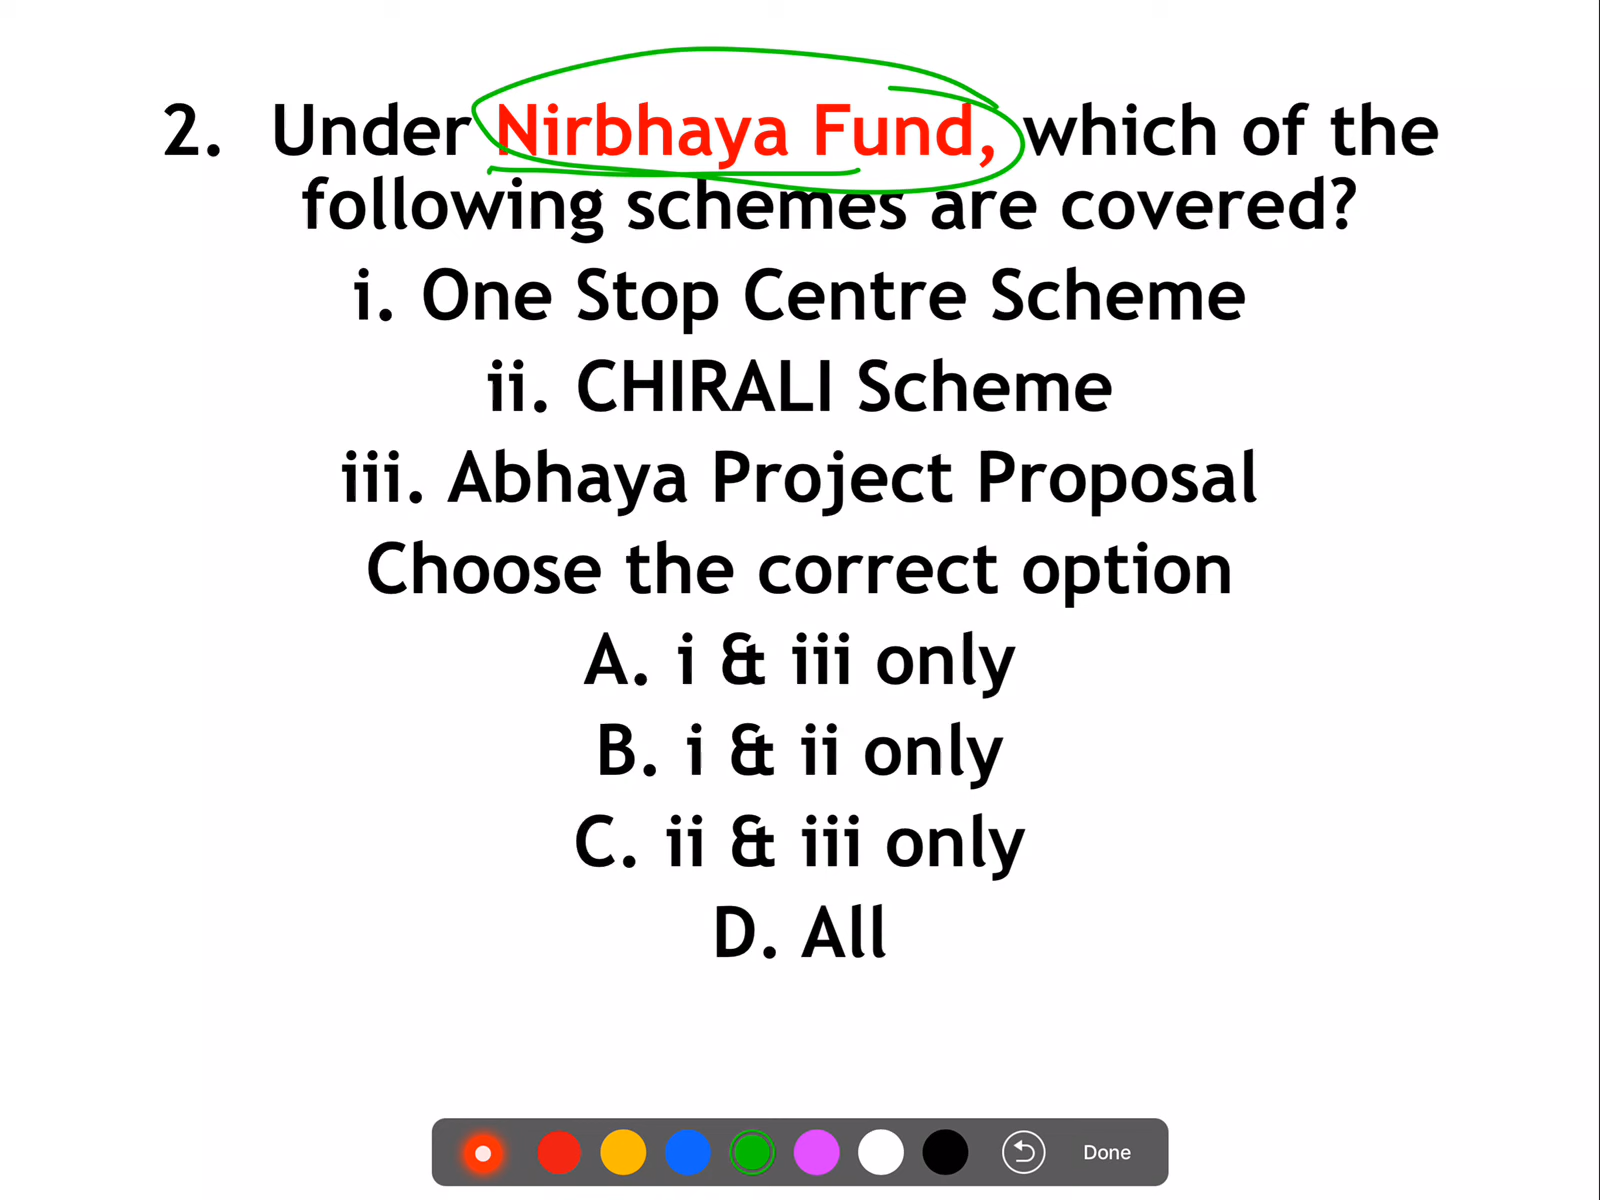 2. Under Nirbhaya Fund, which of the
following schemes are covered?
i. One Stop Centre Scheme
ii. CHIRALI Scheme
iii. Abhaya Project Proposal
Choose the correct option
A. i & iii only
B. i & ii only
C. ii & iii only
D. All
Done